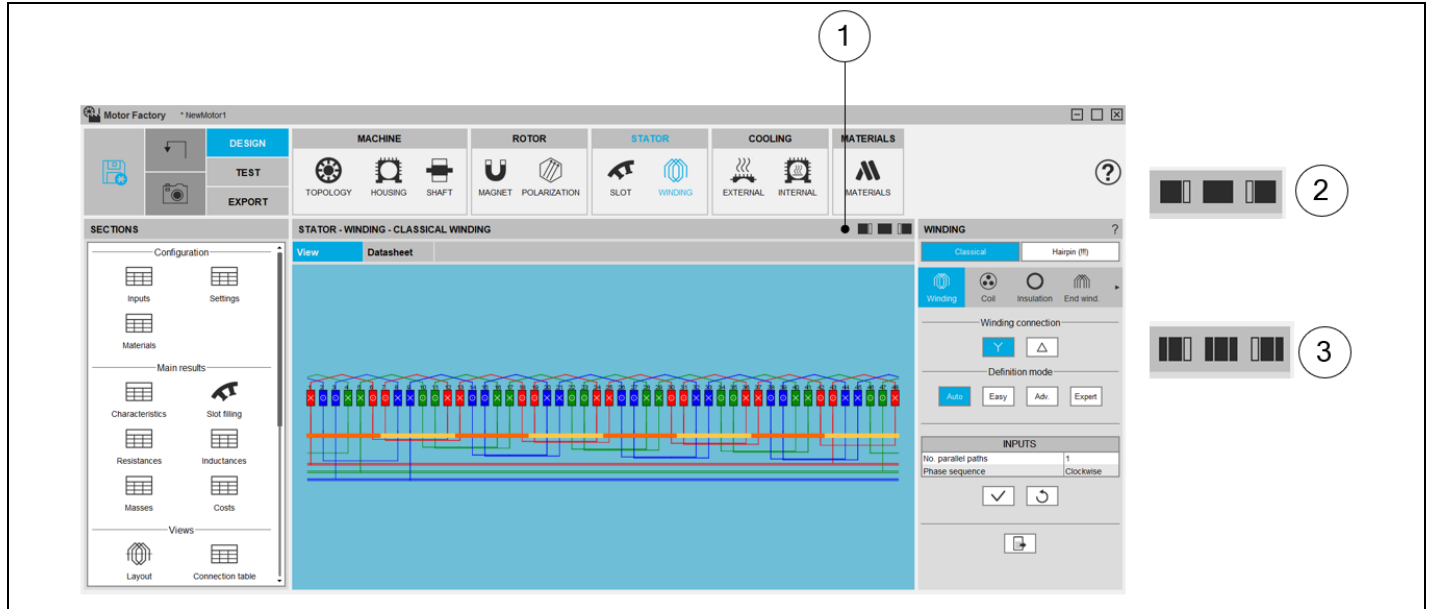 1
Motor Factory * NewMotor1
DESIGN
TEST
EXPORT
MACHINE
TOPOLOGY HOUSING SHAFT
ROTOR
MAGNET POLARIZATION
STATOR
SLOT WINDING
COOLING
EXTERNAL INTERNAL
MATERIALS
MATERIALS
?
2
SECTIONS
STATOR - WINDING - CLASSICAL WINDING
WINDING ?
View Datasheet
Configuration
Inputs Settings
Materials
Main results
Characteristics Slot filling
Resistances Inductances
Masses Costs
Views
Layout Connection table
Classical Hairpin (!!!)
Winding Coil Insulation End wind.
Winding connection
Definition mode
Auto Easy Adv. Expert
INPUTS
No. parallel paths 1
Phase sequence Clockwise
3